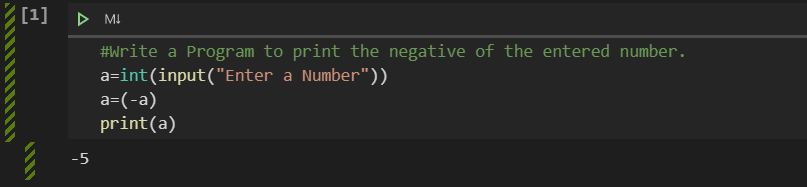 [1]
M↓
#Write a Program to print the negative of the entered number.
a=int(input("Enter a Number"))
a=(-a)
print(a)
-5